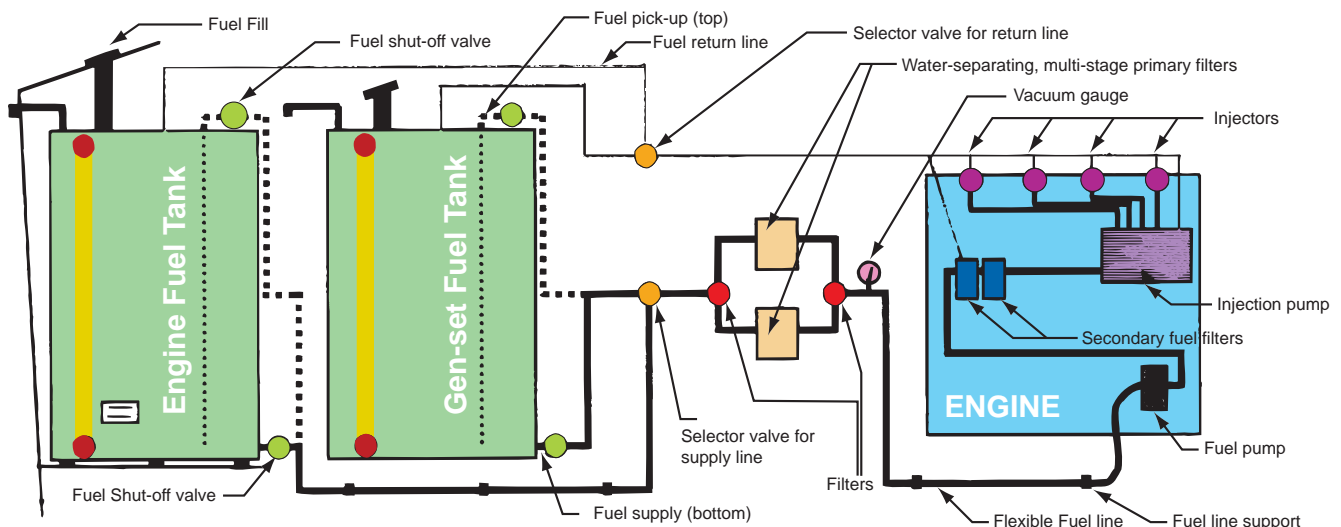 Fuel Fill
Fuel shut-off valve
Fuel pick-up (top)
Fuel return line
Selector valve for return line
Water-separating, multi-stage primary filters
Vacuum gauge
Injectors
Engine Fuel Tank
Gen-set Fuel Tank
Injection pump
Secondary fuel filters
ENGINE
Fuel pump
Selector valve for
supply line
Filters
Fuel Shut-off valve
Fuel supply (bottom)
Flexible Fuel line
Fuel line support